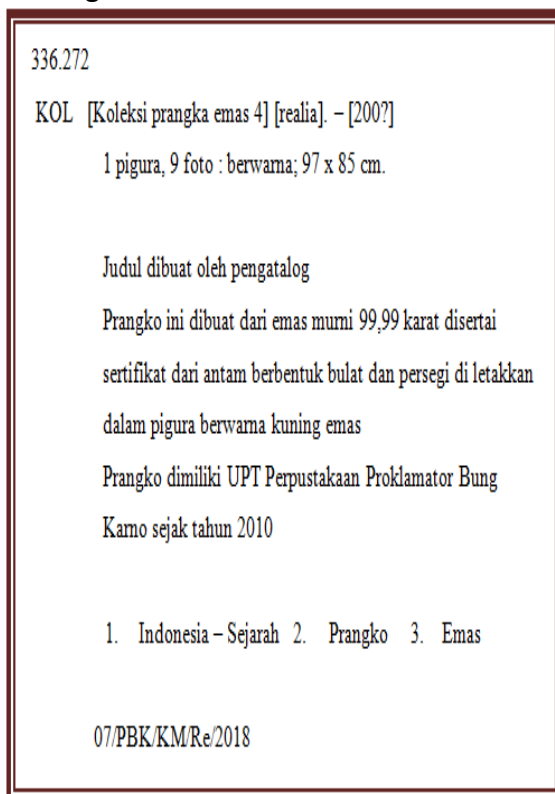 336.272
KOL [Koleksi prangka emas 4] [realia]. – [200?]
1 pigura, 9 foto : berwarna; 97 x 85 cm.
Judul dibuat oleh pengatalog
Prangko ini dibuat dari emas murni 99,99 karat disertai
sertifikat dari antam berbentuk bulat dan persegi di letakkan
dalam pigura berwarna kuning emas
Prangko dimiliki UPT Perpustakaan Proklamator Bung
Karno sejak tahun 2010
1. Indonesia – Sejarah 2. Prangko 3. Emas
07/PBK/KM/Re/2018